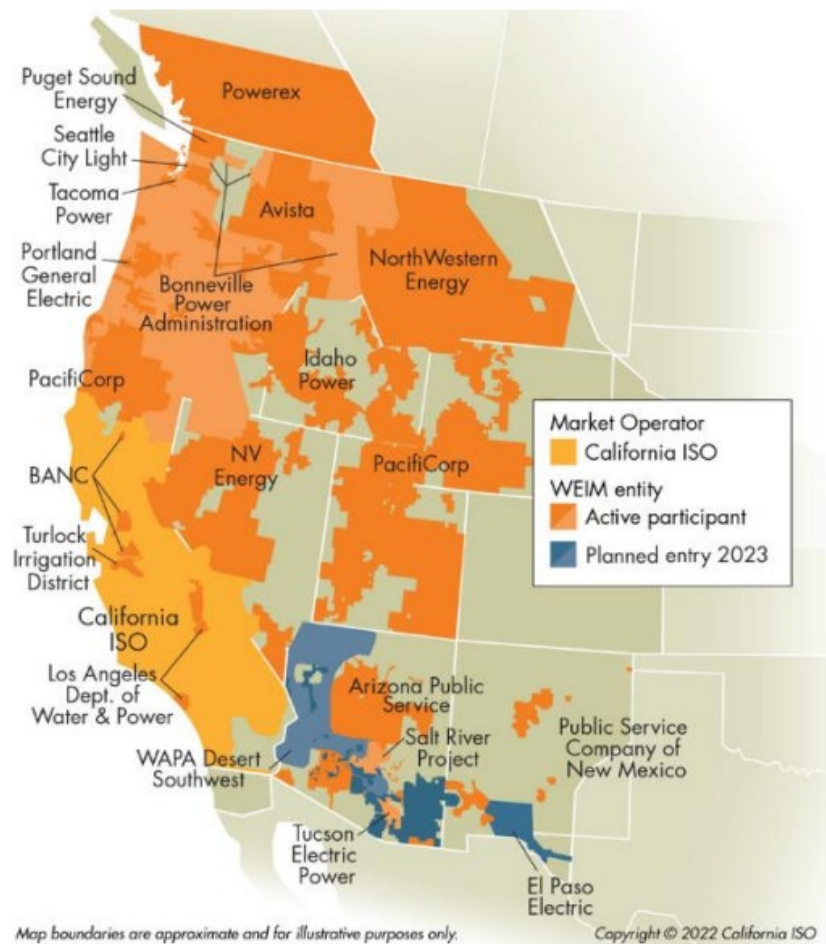 Puget Sound
Energy
Powerex
Seattle
City Light
Tacoma
Power
Avista
Portland
General
Electric
Bonneville
Power
Administration
NorthWestern
Energy
PacifiCorp
Idaho
Power
BANC
NV
Energy
PacifiCorp
Market Operator
California ISO
WEIM entity
Active participant
Planned entry 2023
Turlock
Irrigation
District
California
ISO
Los Angeles
Dept. of
Water & Power
Arizona Public
Service
WAPA Desert
Southwest
Salt River
Project
Public Service
Company of
New Mexico
Tucson
Electric
Power
El Paso
Electric
Map boundaries are approximate and for illustrative purposes only.
Copyright © 2022 California ISO